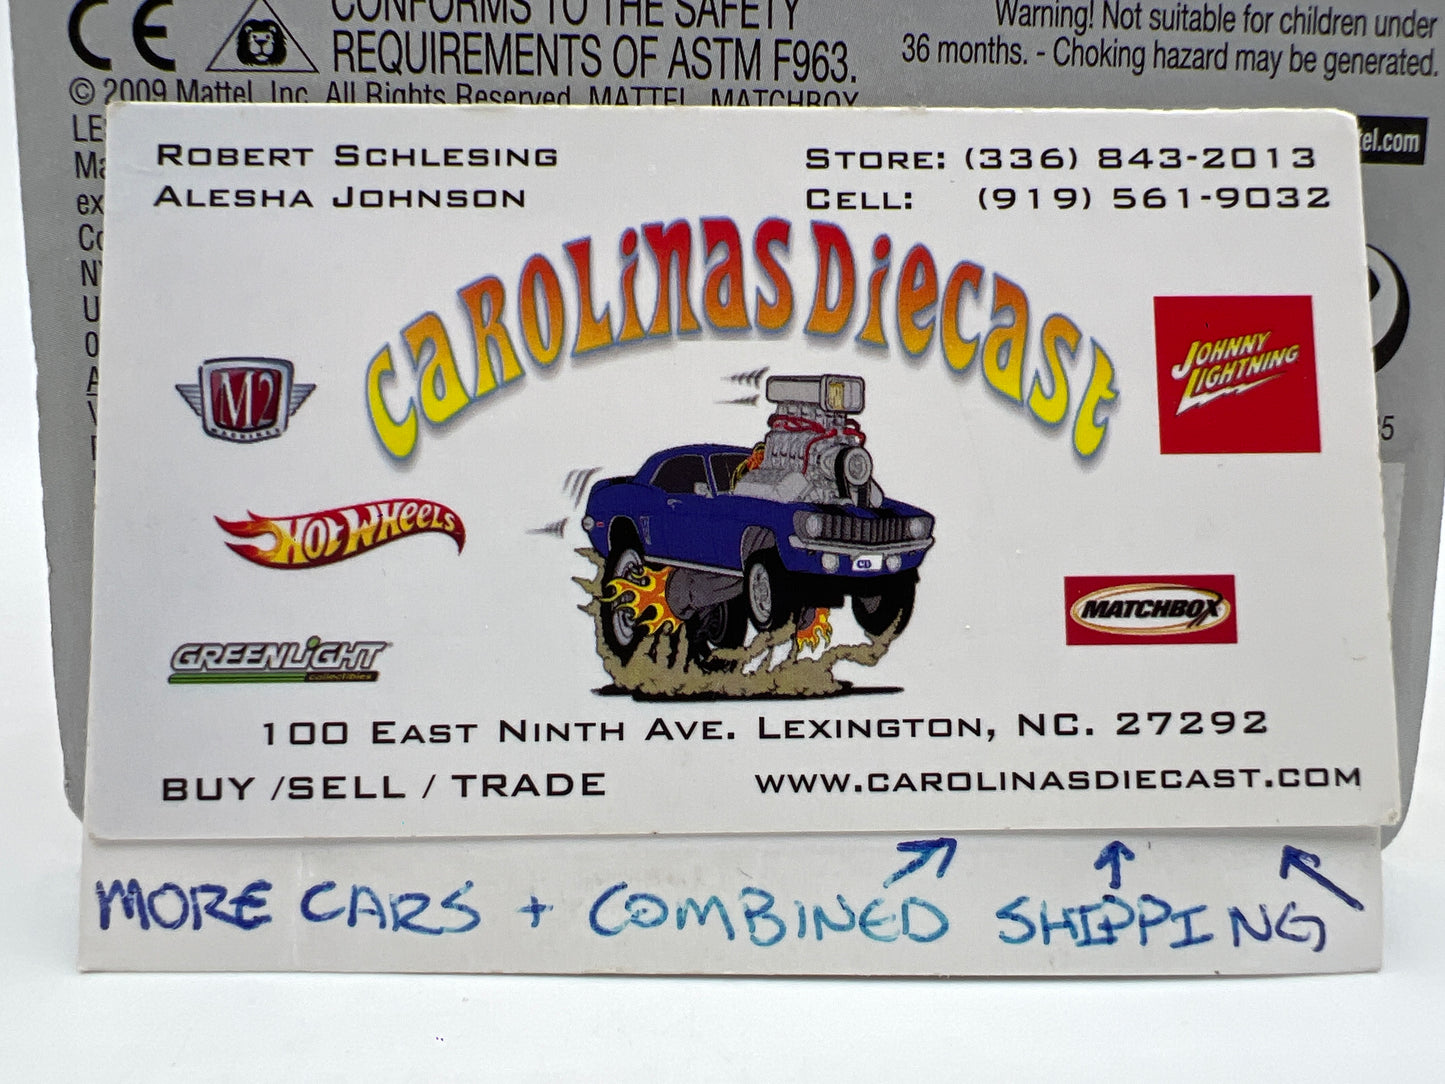 CONFORMS TO THE SAFETY
REQUIREMENTS OF ASTM F963.
Warning! Not suitable for children under
36 months. - Choking hazard may be generated.
© 2009 Mattel, Inc. All Rights Reserved. MATTEL, MATCHBOX
ROBERT SCHLESING
ALESHA JOHNSON
STORE: (336) 843-2013
CELL: (919) 561-9032
CAROLINAS DIECAST
M2
MACHINES
JOHNNY
LIGHTNING
HOT WHEELS
CD
MATCHBOX
GREENLIGHT
collectibles
100 EAST NINTH AVE. LEXINGTON, NC. 27292
BUY /SELL / TRADE
WWW.CAROLINASDIECAST.COM
MORE CARS + COMBINED SHIPPING